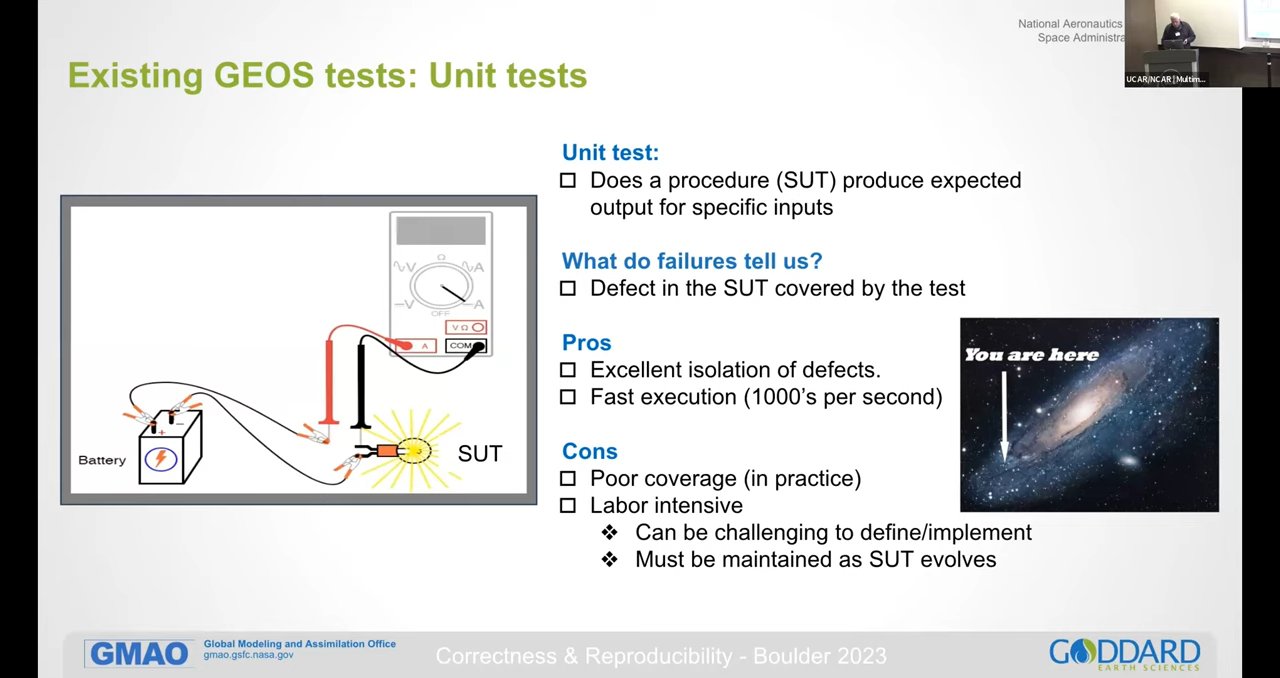 National Aeronautics
Space Administra
UCAR/NCAR | Multim...
Existing GEOS tests: Unit tests
Unit test:
Does a procedure (SUT) produce expected
output for specific inputs
What do failures tell us?
Defect in the SUT covered by the test
Pros
Excellent isolation of defects.
Fast execution (1000's per second)
Cons
Poor coverage (in practice)
Labor intensive
Can be challenging to define/implement
Must be maintained as SUT evolves
Ω
V
A
V
A
OFF
V Ω
A
COM
+
−
Battery
SUT
You are here
GMAO
Global Modeling and Assimilation Office
gmao.gsfc.nasa.gov
Correctness & Reproducibility - Boulder 2023
GODDARD
EARTH SCIENCES